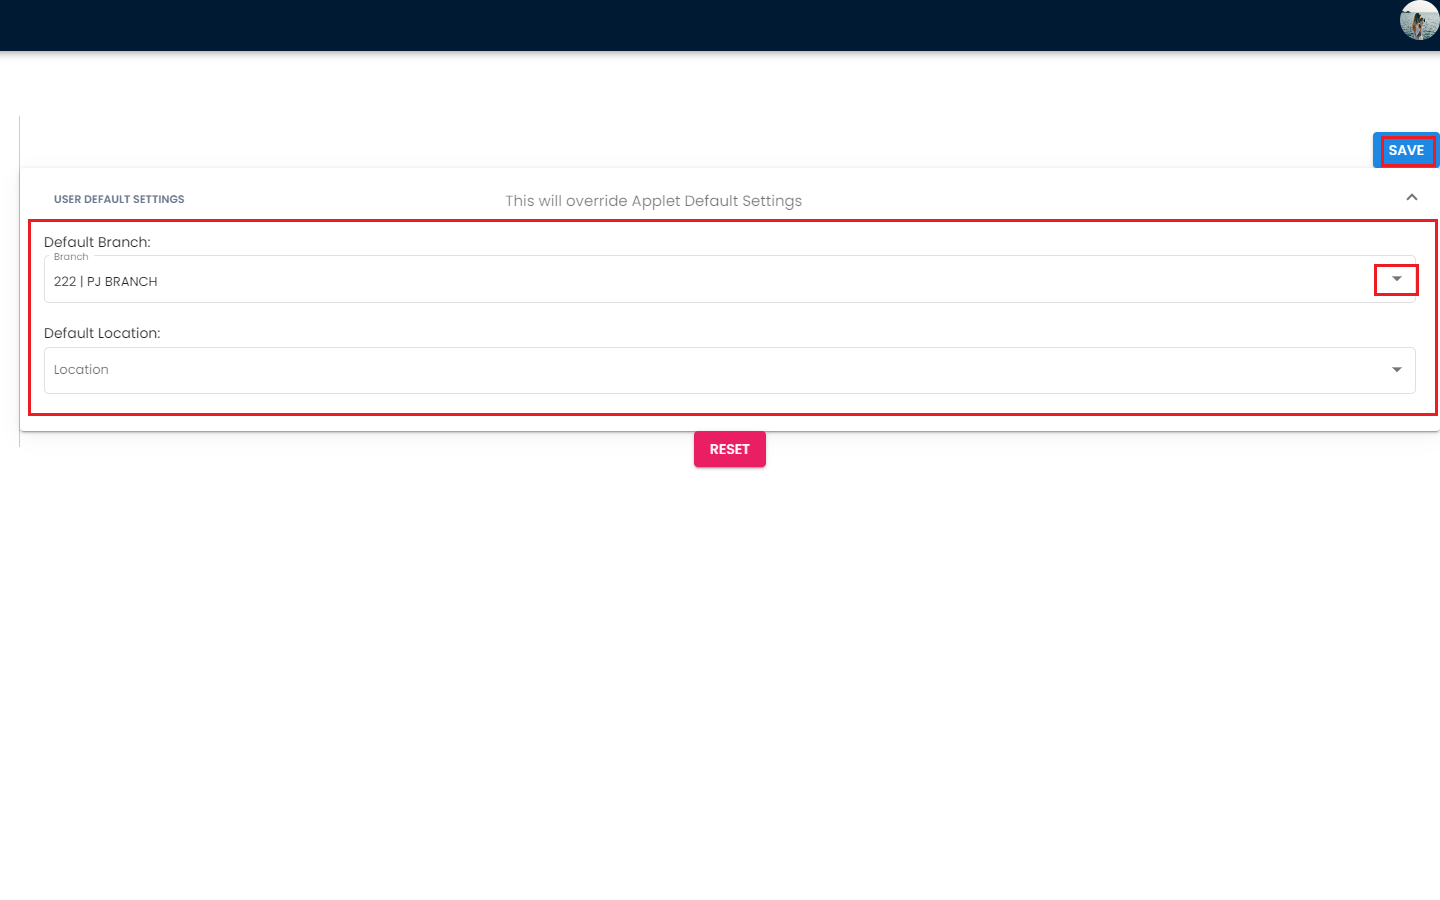 SAVE
USER DEFAULT SETTINGS
This will override Applet Default Settings
Default Branch:
Branch
222 | PJ BRANCH
Default Location:
Location
RESET